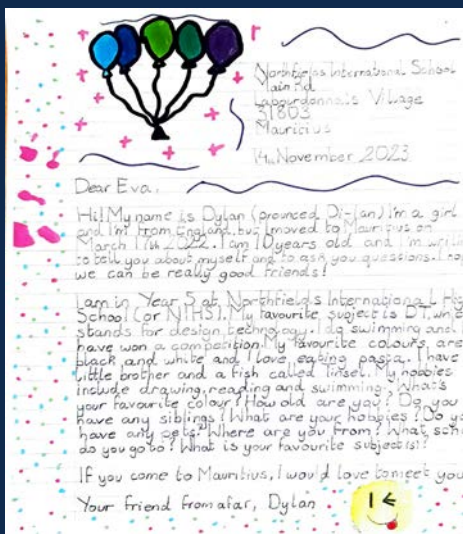 Northfields International School
Main Rd
Labourdonnais Village
31803
Mauritius
14th November 2023
Dear Eva,
Hi! My name is Dylan (prounced Di-lan) I'm a girl
and I'm from England, but I moved to Mauritius on
March 17th 2022. I am 10 years old and I'm writi
to tell you about myself and to ask you questions. I hop
we can be really good friends!
I am in Year 5 at Northfields International High
School (or NIHS). My favourite subject is DT, whic
stands for design technology. I do swimming and I
have won a competition. My favourite colours are
black and white and I love eating pasta. I have
little brother and a fish called Tinsel. My hobbies
include drawing, reading and swimming. What's
your favourite colour? How old are you? Do you
have any siblings? What are your hobbies? Do yo
have any pets? Where are you from? What scho
do you go to? What is your favourite subject(s)?
If you come to Mauritius, I would love to meet you
Your friend from afar, Dylan